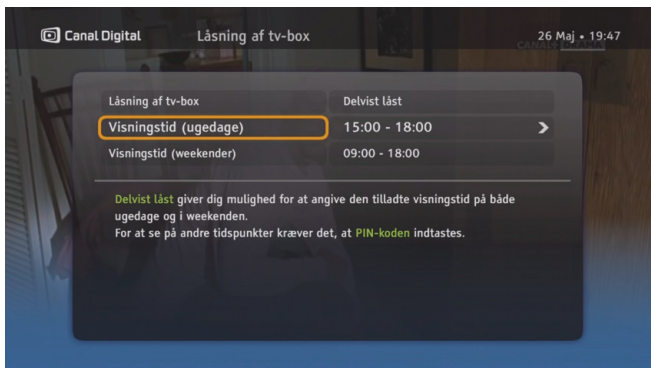 Canal Digital
Låsning af tv-box
26 Maj • 19:47
CANAL+
Låsning af tv-box Delvist låst
Visningstid (ugedage) 15:00 - 18:00
Visningstid (weekender) 09:00 - 18:00
Delvist låst giver dig mulighed for at angive den tilladte visningstid på både
ugedage og i weekenden.
For at se på andre tidspunkter kræver det, at PIN-koden indtastes.